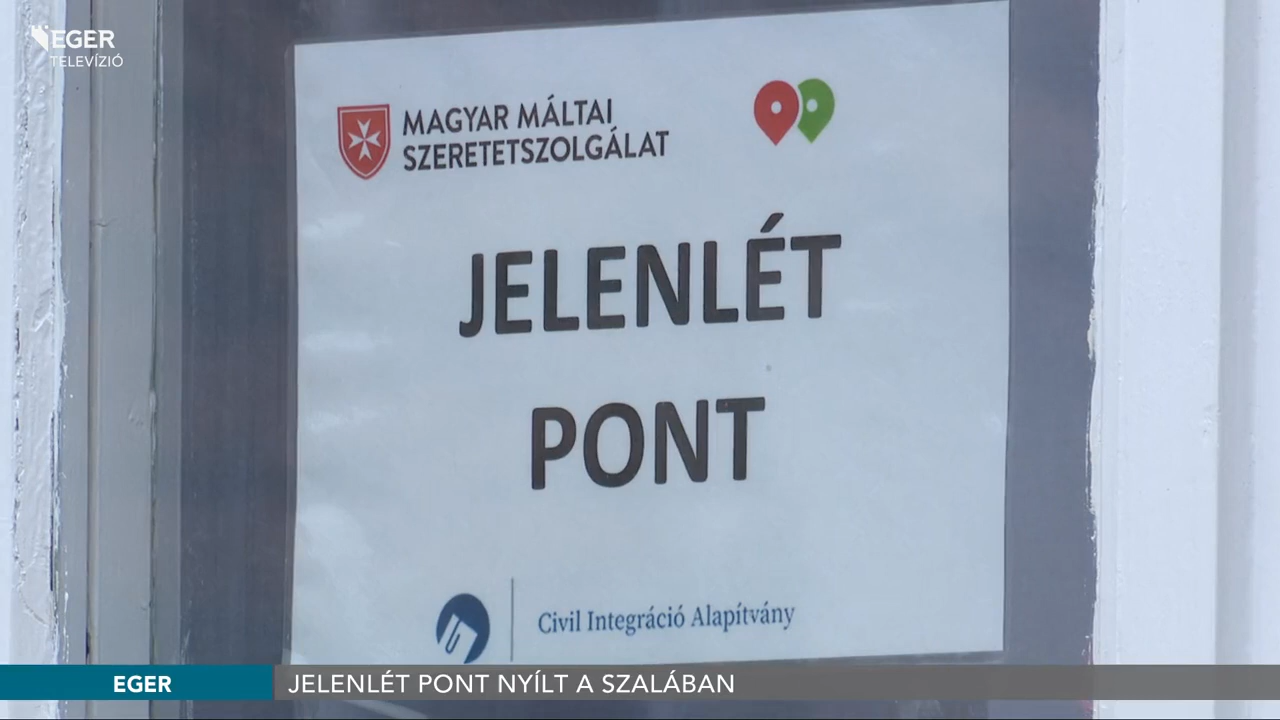 EGER
TELEVÍZIÓ
MAGYAR MÁLTAI
SZERETETSZOLGÁLAT
JELENLÉT
PONT
Civil Integráció Alapítvány
EGER
JELENLÉT PONT NYÍLT A SZALÁBAN